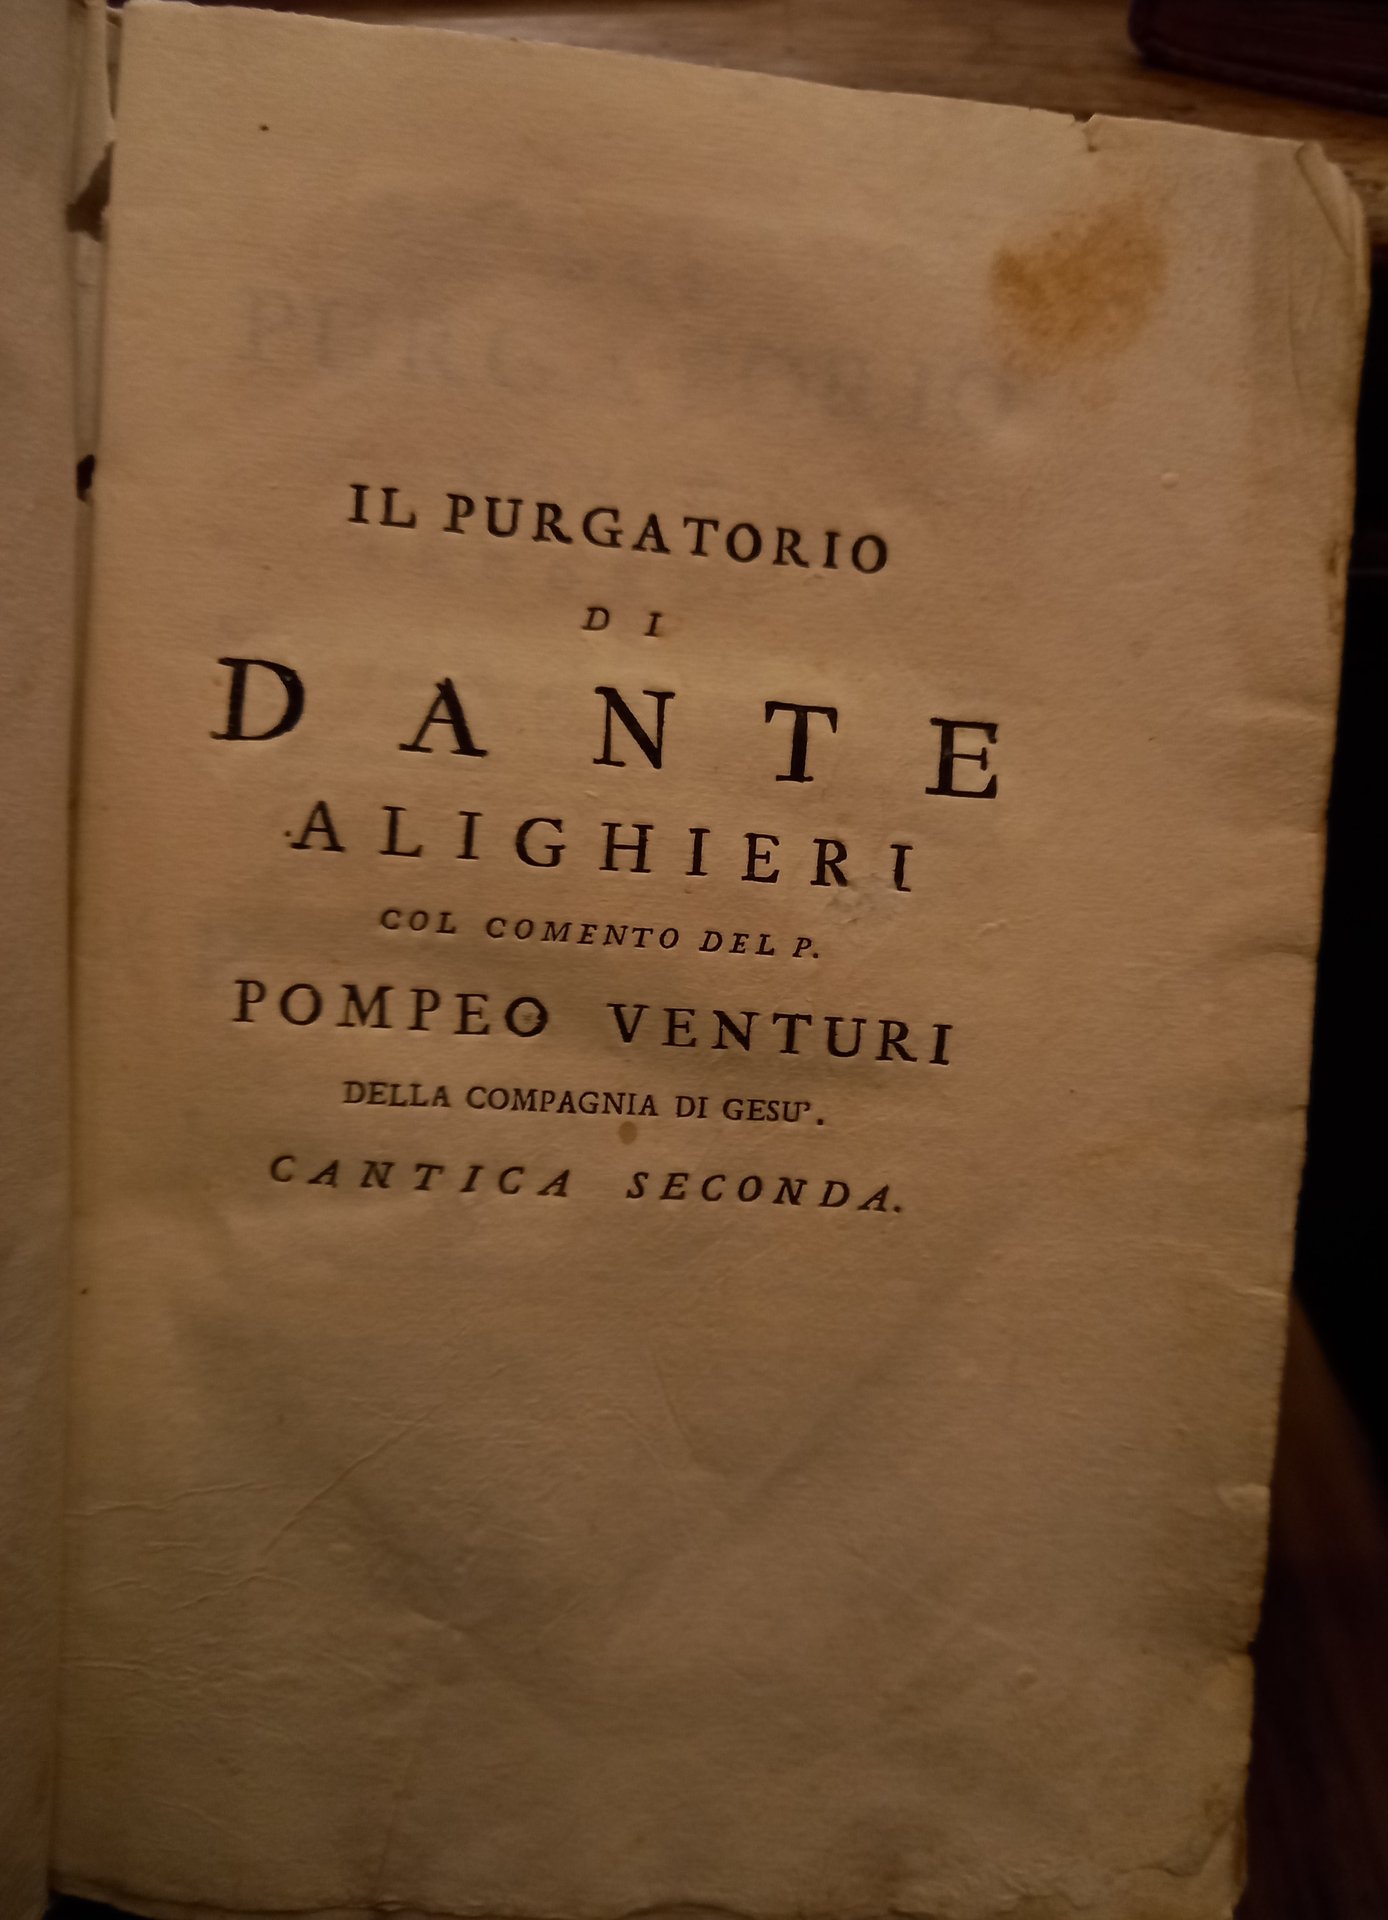 IL PURGATORIO
DI
DANTE
ALIGHIERI
COL COMENTO DEL P.
POMPEO VENTURI
DELLA COMPAGNIA DI GESU'.
CANTICA SECONDA.